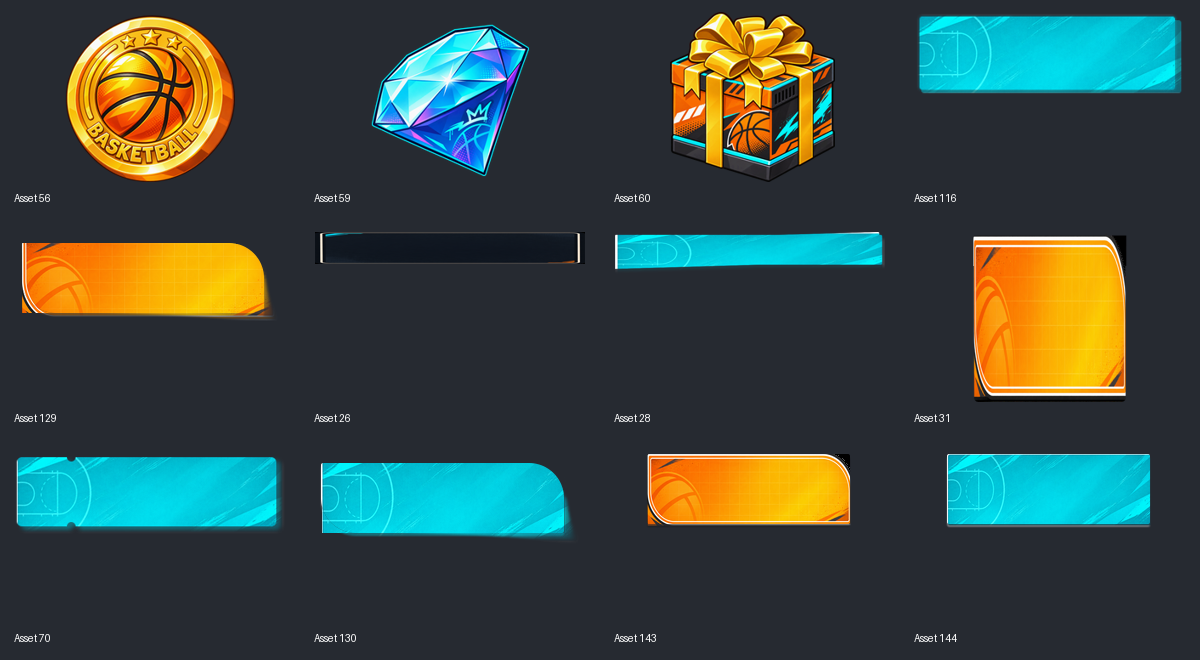 BASKETBALL
Asset 56
Asset 59
Asset 60
Asset 116
Asset 129
Asset 26
Asset 28
Asset 31
Asset 70
Asset 130
Asset 143
Asset 144